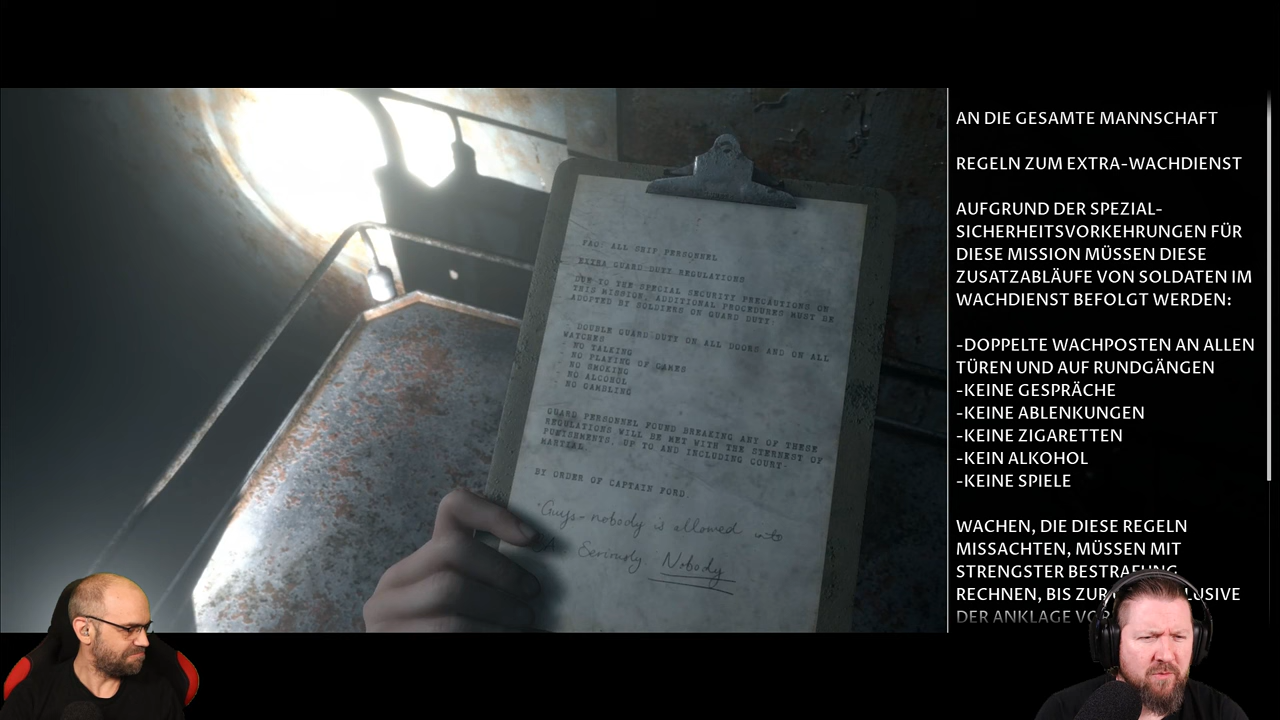 FAO: ALL SHIP PERSONNEL
EXTRA GUARD DUTY REGULATIONS
DUE TO THE SPECIAL SECURITY PRECAUTIONS ON
THIS MISSION, ADDITIONAL PROCEDURES MUST BE
ADOPTED BY SOLDIERS ON GUARD DUTY.
- DOUBLE GUARD DUTY ON ALL DOORS AND ON ALL
WATCHES
- NO TALKING
- NO PLAYING OF GAMES
- NO SMOKING
- NO ALCOHOL
- NO GAMBLING
GUARD PERSONNEL FOUND BREAKING ANY OF THESE
REGULATIONS WILL BE MET WITH THE STERNEST OF
PUNISHMENTS, UP TO AND INCLUDING COURT-
MARTIAL
BY ORDER OF CAPTAIN FORD
"Guys - nobody is allowed into
Seriously Nobody
AN DIE GESAMTE MANNSCHAFT
REGELN ZUM EXTRA-WACHDIENST
AUFGRUND DER SPEZIAL-
SICHERHEITSVORKEHRUNGEN FÜR
DIESE MISSION MÜSSEN DIESE
ZUSATZABLÄUFE VON SOLDATEN IM
WACHDIENST BEFOLGT WERDEN:
-DOPPELTE WACHPOSTEN AN ALLEN
TÜREN UND AUF RUNDGÄNGEN
-KEINE GESPRÄCHE
-KEINE ABLENKUNGEN
-KEINE ZIGARETTEN
-KEIN ALKOHOL
-KEINE SPIELE
WACHEN, DIE DIESE REGELN
MISSACHTEN, MÜSSEN MIT
STRENGSTER BESTRAFUNG
RECHNEN, BIS ZUR
DER ANKLAGE